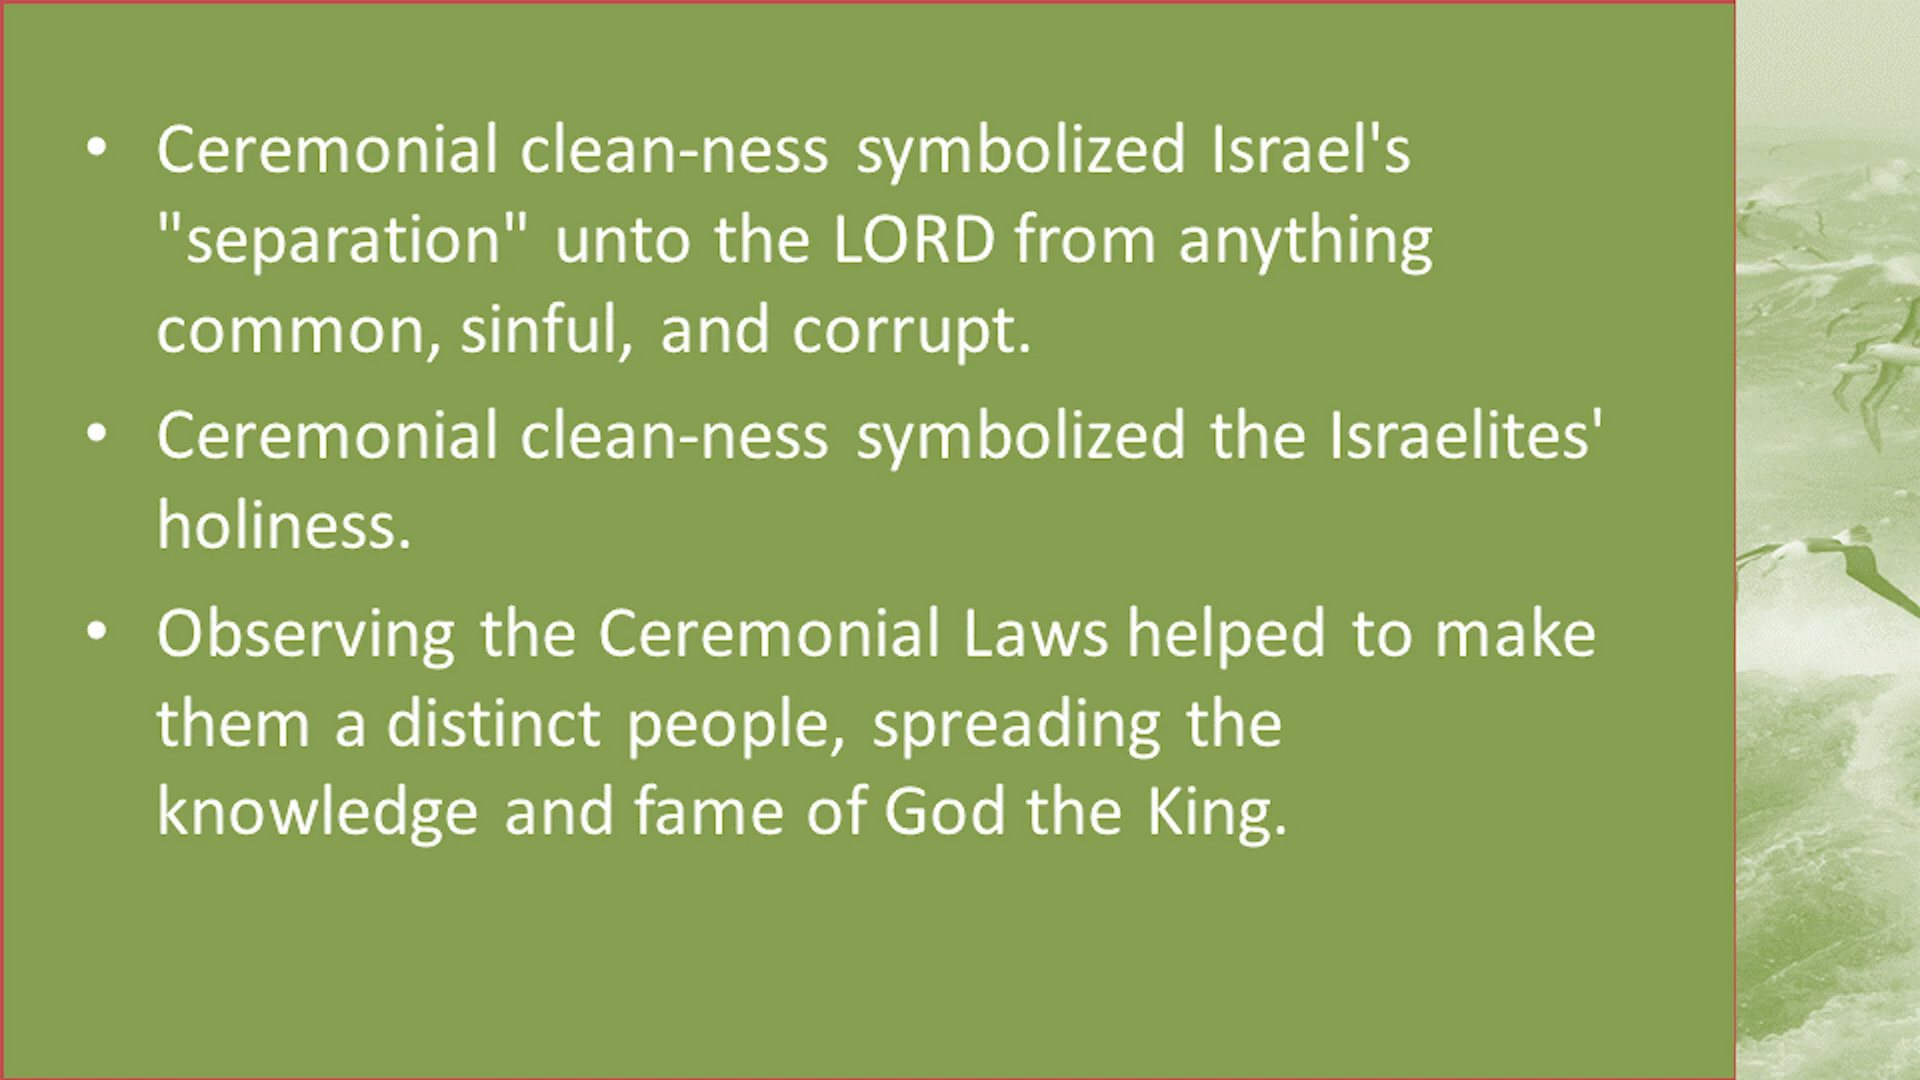 • Ceremonial clean-ness symbolized Israel's
"separation" unto the LORD from anything
common, sinful, and corrupt.
• Ceremonial clean-ness symbolized the Israelites'
holiness.
• Observing the Ceremonial Laws helped to make
them a distinct people, spreading the
knowledge and fame of God the King.